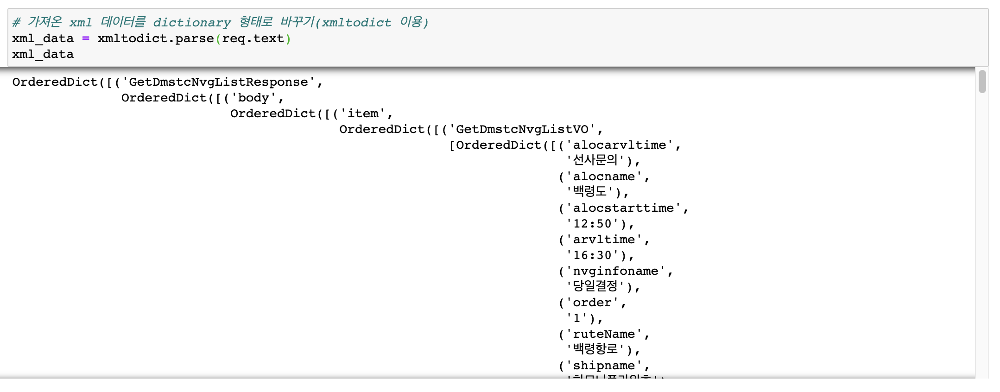 # 가져온 xml 데이터를 dictionary 형태로 바꾸기(xmltodict 이용)
xml_data = xmltodict.parse(req.text)
xml_data
OrderedDict([('GetDmstcNvgListResponse',
OrderedDict([('body',
OrderedDict([('item',
OrderedDict([('GetDmstcNvgListVO',
[OrderedDict([('alocarvltime',
'선사문의'),
('alocname',
'백령도'),
('alocstarttime',
'12:50'),
('arvltime',
'16:30'),
('nvginfoname',
'당일결정'),
('order',
'1'),
('ruteName',
'백령항로'),
('shipname',